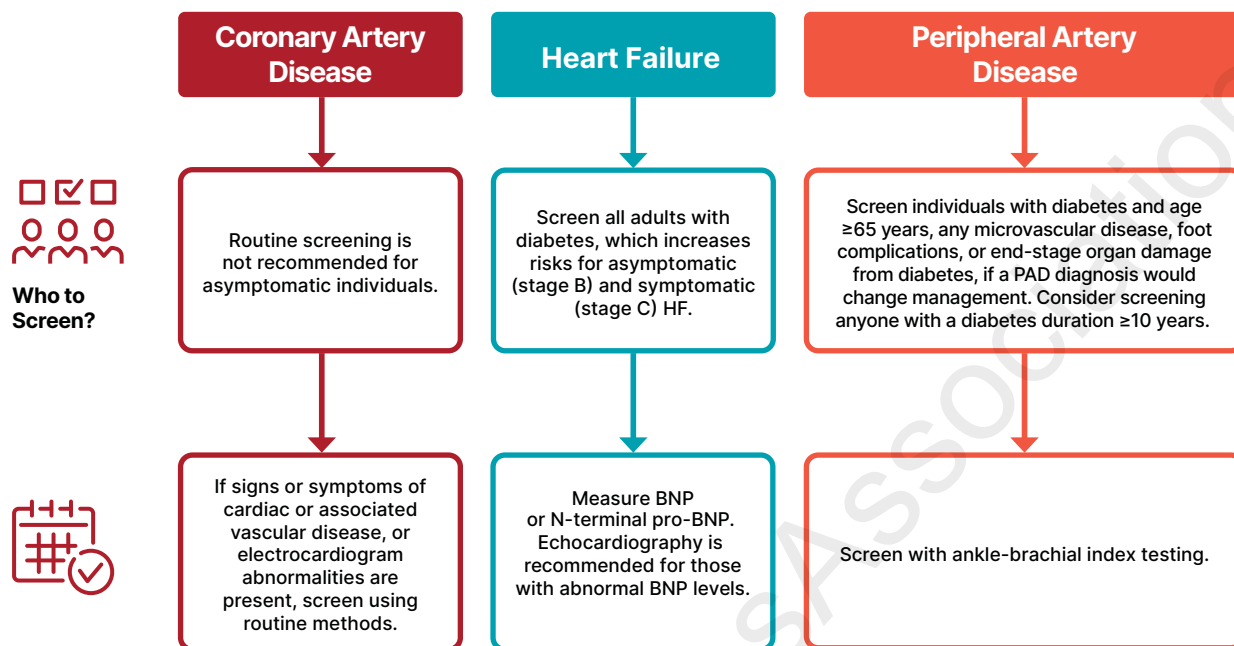 Coronary Artery
Disease
Heart Failure
Peripheral Artery
Disease
Who to
Screen?
Routine screening is
not recommended for
asymptomatic individuals.
Screen all adults with
diabetes, which increases
risks for asymptomatic
(stage B) and symptomatic
(stage C) HF.
Screen individuals with diabetes and age
≥65 years, any microvascular disease, foot
complications, or end-stage organ damage
from diabetes, if a PAD diagnosis would
change management. Consider screening
anyone with a diabetes duration ≥10 years.
If signs or symptoms of
cardiac or associated
vascular disease, or
electrocardiogram
abnormalities are
present, screen using
routine methods.
Measure BNP
or N-terminal pro-BNP.
Echocardiography is
recommended for those
with abnormal BNP levels.
Screen with ankle-brachial index testing.
sAssociation